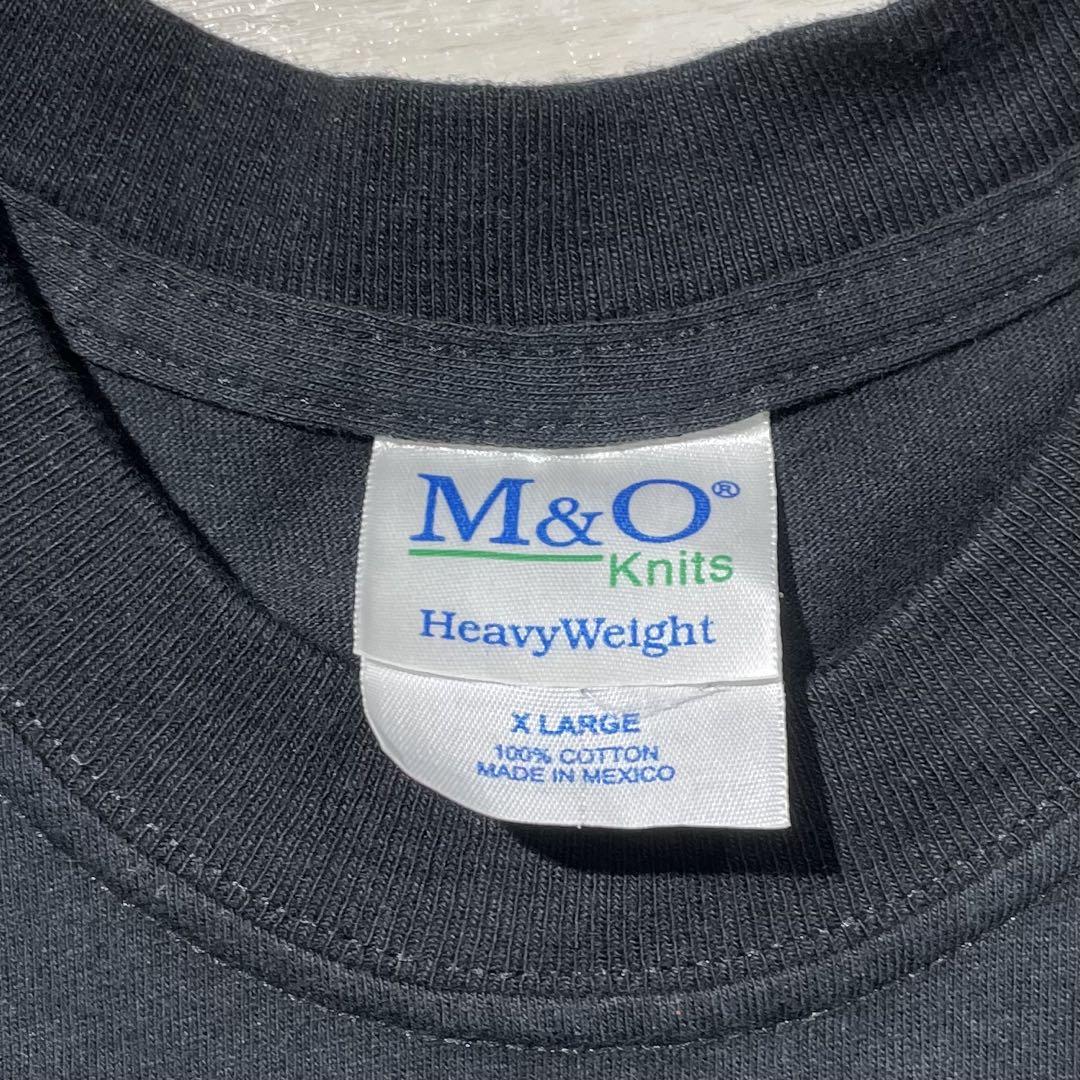 M&O®
Knits
HeavyWeight
X LARGE
100% COTTON
MADE IN MEXICO